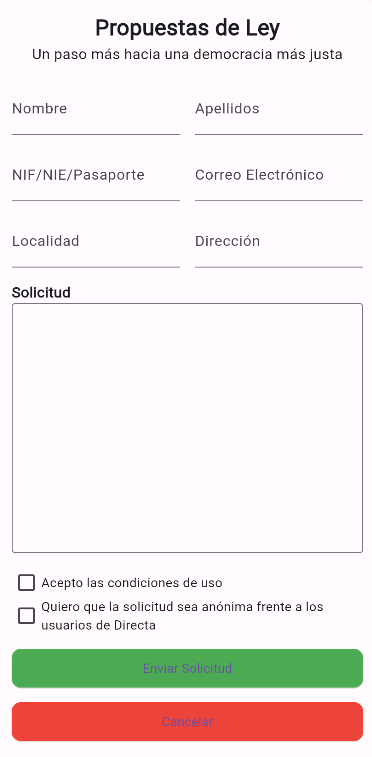 Propuestas de Ley
Un paso más hacia una democracia más justa
Nombre
Apellidos
NIF/NIE/Pasaporte
Correo Electrónico
Localidad
Dirección
Solicitud
Acepto las condiciones de uso
Quiero que la solicitud sea anónima frente a los
usuarios de Directa
Enviar Solicitud
Cancelar